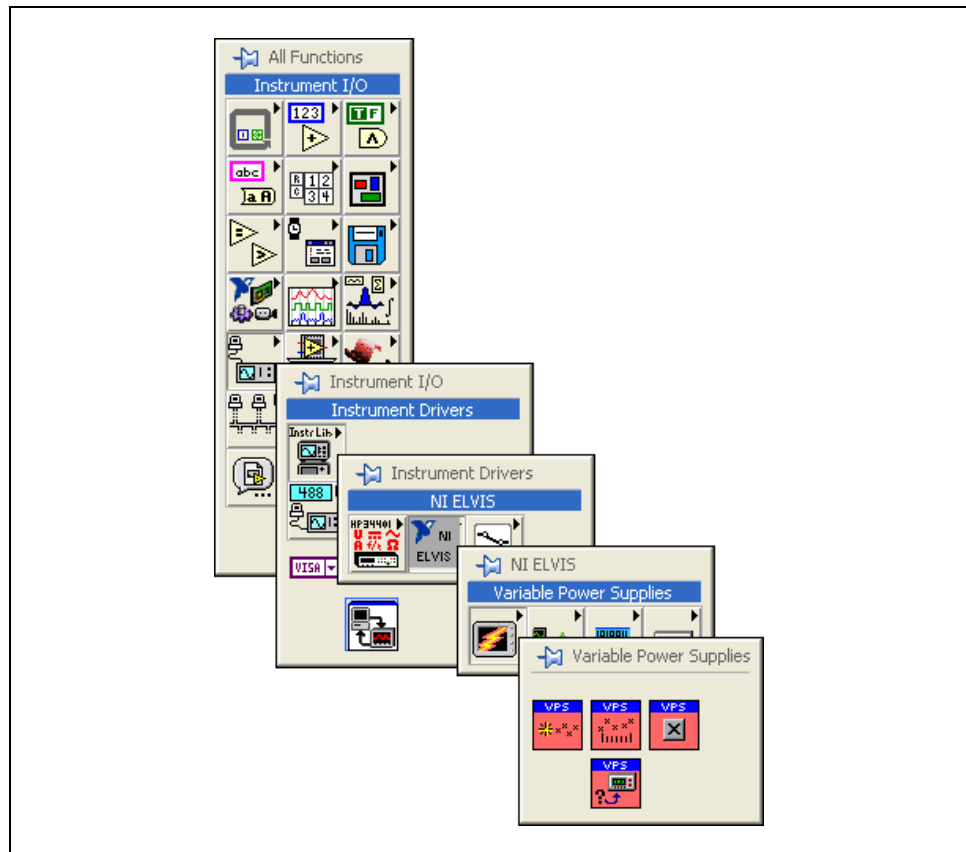 All Functions
Instrument I/O
123
TF
abc
a A
R 1 2
C 3 4
Instrument I/O
Instrument Drivers
Instr Lib
488
VISA
Instrument Drivers
NI ELVIS
HP34401
NI
ELVIS
NI ELVIS
Variable Power Supplies
Variable Power Supplies
VPS
VPS
VPS
VPS
?